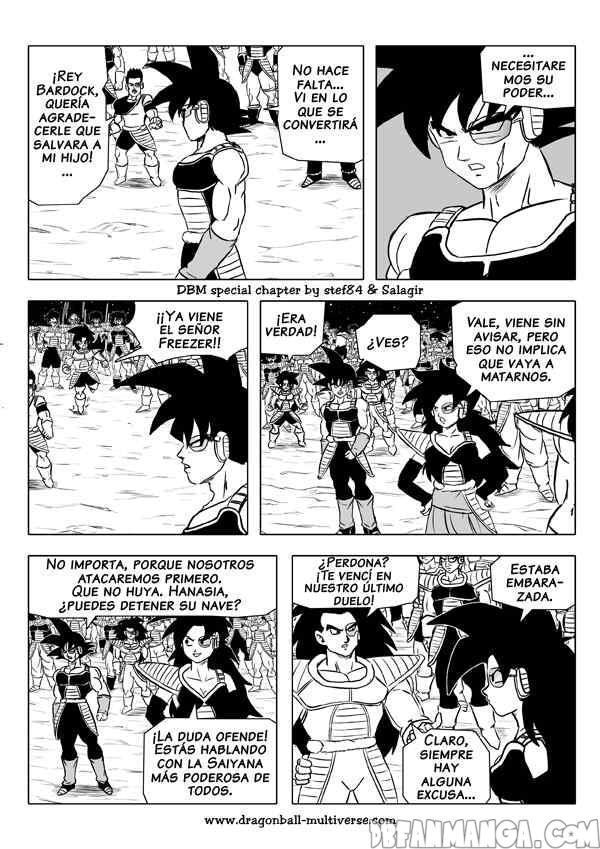 ¡REY
BARDOCK,
QUERÍA
AGRADE-
CERLE QUE
SALVARA A
MI HIJO!
...
NO HACE
FALTA...
VI EN LO
QUE SE
CONVERTIRÁ
...
...
NECESITARE
MOS SU
PODER...
DBM special chapter by stef84 & Salagir
¡¡YA VIENE
EL SEÑOR
FREEZER!!
¡ERA
VERDAD!
¿VES?
VALE, VIENE SIN
AVISAR, PERO
ESO NO IMPLICA
QUE VAYA A
MATARNOS.
NO IMPORTA, PORQUE NOSOTROS
ATACAREMOS PRIMERO.
QUE NO HUYA. HANASIA,
¿PUEDES DETENER SU NAVE?
¡LA DUDA OFENDE!
ESTÁS HABLANDO
CON LA SAIYANA
MÁS PODEROSA DE
TODOS.
¿PERDONA?
¡TE VENCÍ EN
NUESTRO ÚLTIMO
DUELO!
ESTABA
EMBARA-
ZADA.
CLARO,
SIEMPRE
HAY
ALGUNA
EXCUSA...
www.dragonball-multiverse.com
DBFANMANGA.COM